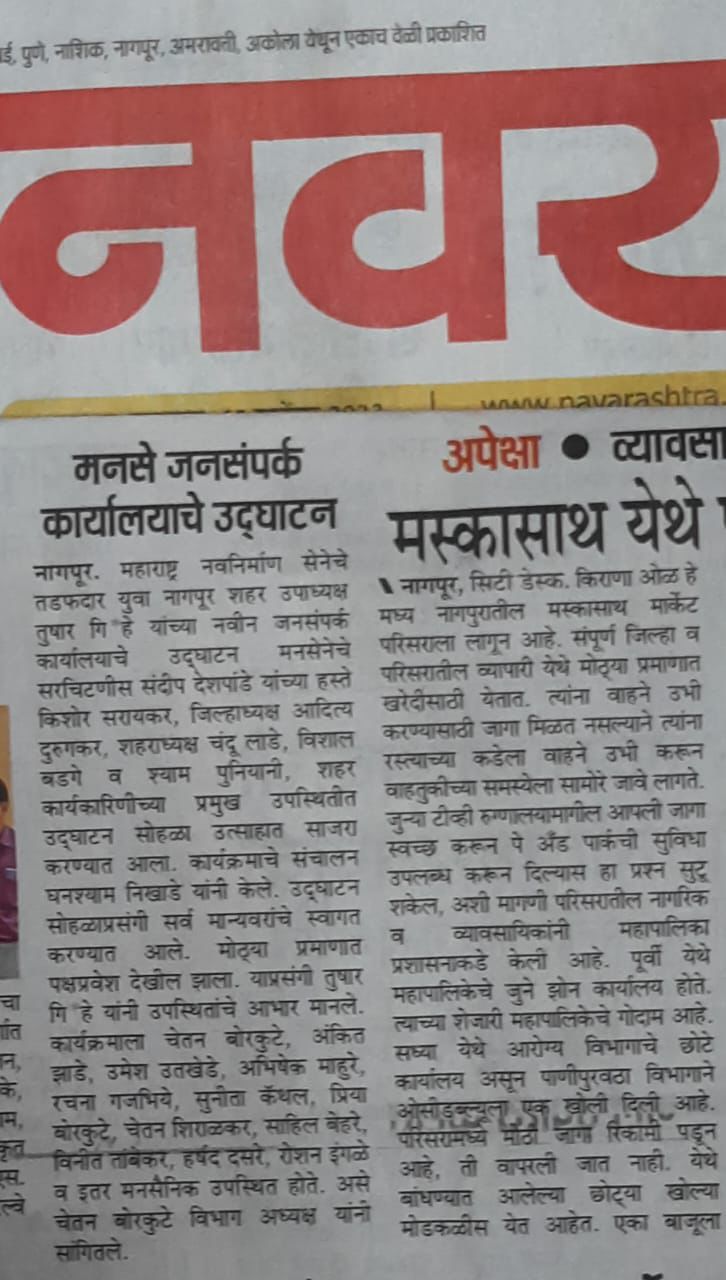 पुणे, नाशिक, नागपूर, अमरावती, अकोला येथून एकाच वेळी प्रकाशित
नवर
www.navarashtra.
मनसे जनसंपर्क
कार्यालयाचे उद्घाटन
नागपूर. महाराष्ट्र नवनिर्माण सेनेचे
तडफदार युवा नागपूर शहर उपाध्यक्ष
तुषार गिऱ्हे यांच्या नवीन जनसंपर्क
कार्यालयाचे उद्घाटन मनसेनेचे
सरचिटणीस संदीप देशपांडे यांच्या हस्ते
किशोर सरायकर, जिल्हाध्यक्ष आदित्य
दुरुगकर, शहराध्यक्ष चंदू लाडे, विशाल
बडगे व श्याम पुनियानी, शहर
कार्यकारिणीच्या प्रमुख उपस्थितीत
उद्घाटन सोहळा उत्साहात साजरा
करण्यात आला. कार्यक्रमाचे संचालन
घनश्याम निखाडे यांनी केले. उद्घाटन
सोहळाप्रसंगी सर्व मान्यवरांचे स्वागत
करण्यात आले. मोठ्या प्रमाणात
पक्षप्रवेश देखील झाला. याप्रसंगी तुषार
गिऱ्हे यांनी उपस्थितांचे आभार मानले.
कार्यक्रमाला चेतन बोरकुटे, अंकित
झाडे, उमेश उतखेडे, अभिषेक माहुरे,
रचना गजभिये, सुनीता कॅथल, प्रिया
बोरकुटे, चेतन शिराळकर, साहिल बेहरे,
विनीत तांबेकर, हर्षद दसरे, रोशन इंगळे
व इतर मनसैनिक उपस्थित होते. असे
चेतन बोरकुटे विभाग अध्यक्ष यांनी
सांगितले.
अपेक्षा ● व्यावसा
मस्कासाथ येथे
नागपूर, सिटी डेस्क. किराणा ओळ हे
मध्य नागपुरातील मस्कासाथ मार्केट
परिसराला लागून आहे. संपूर्ण जिल्हा व
परिसरातील व्यापारी येथे मोठ्या प्रमाणात
खरेदीसाठी येतात. त्यांना वाहने उभी
करण्यासाठी जागा मिळत नसल्याने त्यांना
रस्त्याच्या कडेला वाहने उभी करून
वाहतुकीच्या समस्येला सामोरे जावे लागते.
जुन्या टीव्ही रुग्णालयामागील आपली जागा
स्वच्छ करून पे अँड पार्कची सुविधा
उपलब्ध करून दिल्यास हा प्रश्न सुटू
शकेल, अशी मागणी परिसरातील नागरिक
व व्यावसायिकांनी महापालिका
प्रशासनाकडे केली आहे. पूर्वी येथे
महापालिकेचे जुने झोन कार्यालय होते.
त्याच्या शेजारी महापालिकेचे गोदाम आहे.
सध्या येथे आरोग्य विभागाचे छोटे
कार्यालय असून पाणीपुरवठा विभागाने
ओसीडब्ल्यूला एक खोली दिली आहे.
परिसरामध्ये मोठी जागा रिकामी पडून
आहे, ती वापरली जात नाही. येथे
बांधण्यात आलेल्या छोट्या खोल्या
मोडकळीस येत आहेत. एका बाजूला